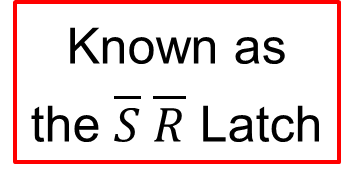 Known as
the S̅ R̅ Latch